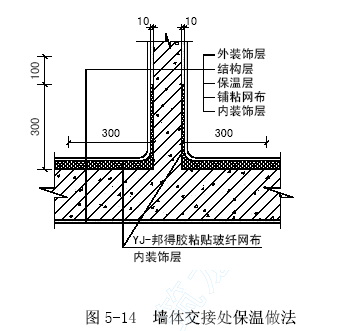 10
10
外装饰层
结构层
保温层
铺粘网布
内装饰层
100
300
300
300
YJ-邦得胶粘贴玻纤网布
内装饰层
图 5-14 墙体交接处保温做法